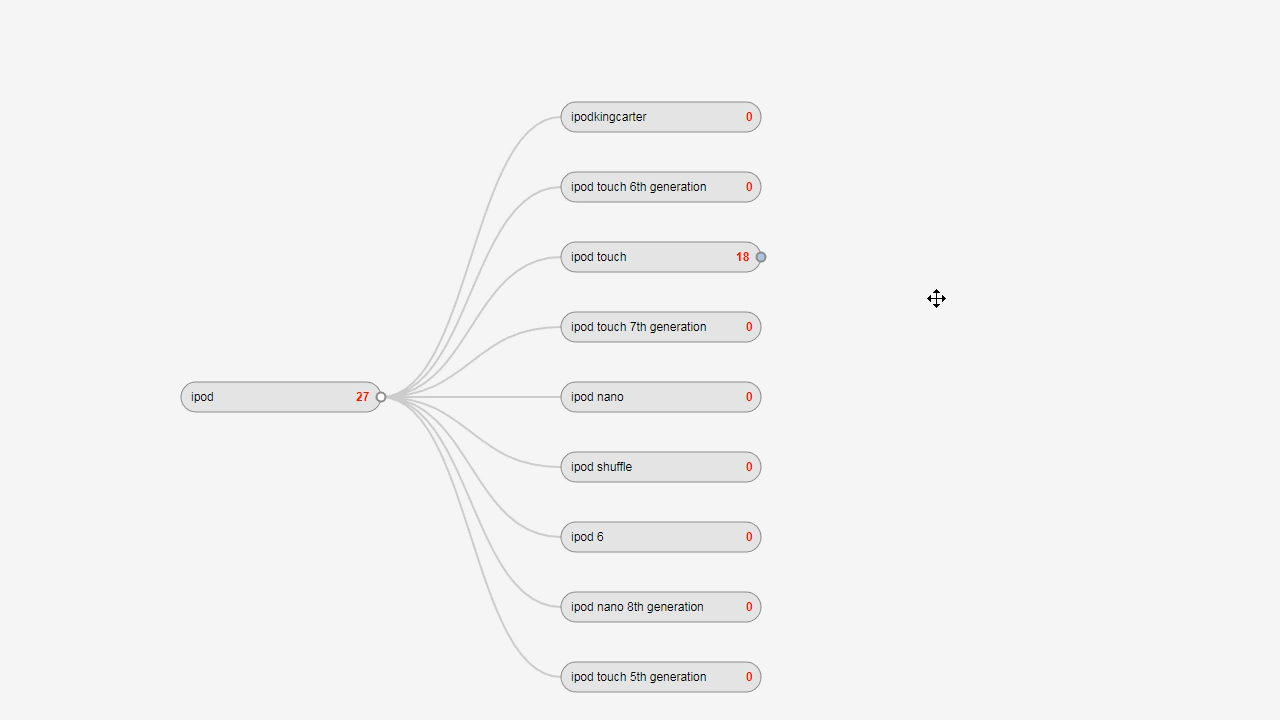 ipodkingcarter 0
ipod touch 6th generation 0
ipod touch 18
ipod touch 7th generation 0
ipod 27
ipod nano 0
ipod shuffle 0
ipod 6 0
ipod nano 8th generation 0
ipod touch 5th generation 0